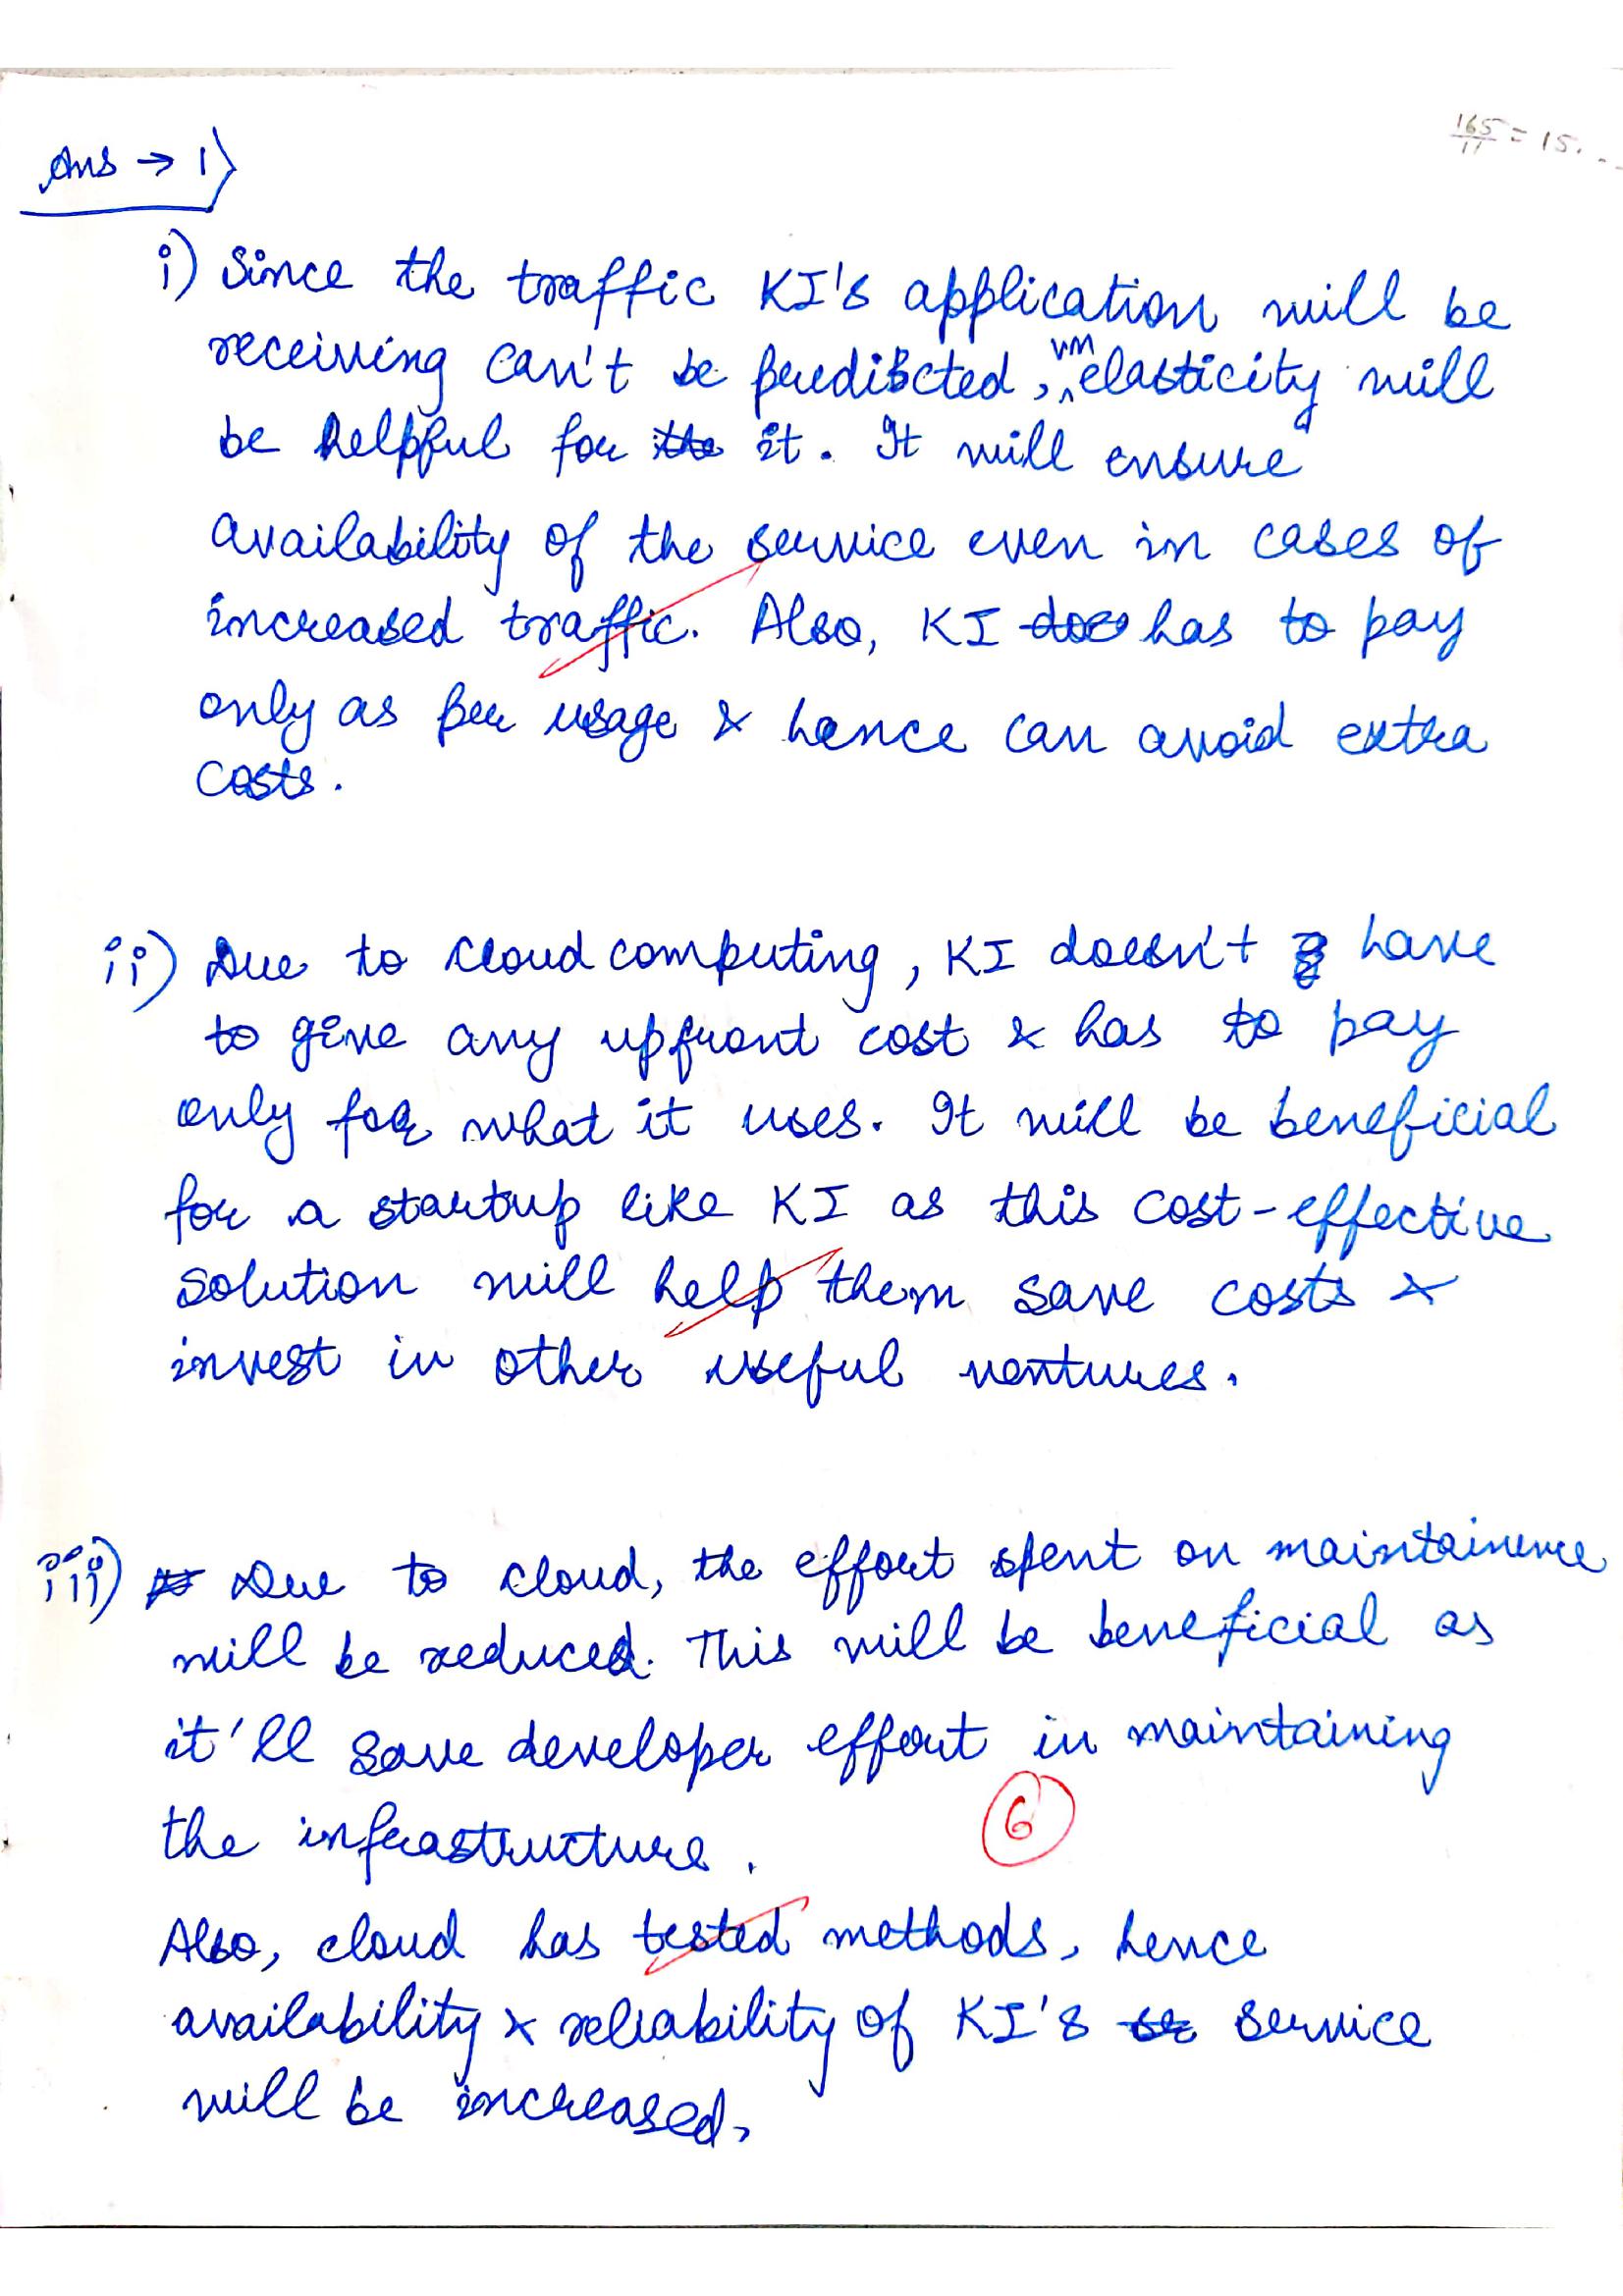 165/11 = 15...
Ans → 1)
i) Since the traffic KI's application will be
receiving can't be predicted, VM elasticity will
be helpful for the it. It will ensure
availability of the service even in cases of
increased traffic. Also, KI does has to pay
only as per usage & hence can avoid extra
costs.
ii) Due to cloud computing, KI doesn't have
to give any upfront cost & has to pay
only for what it uses. It will be beneficial
for a startup like KI as this cost-effective
solution will help them save costs &
invest in other useful ventures.
iii) Due to cloud, the effort spent on maintainence
will be reduced. This will be beneficial as
it'll save developer effort in maintaining
the infrastructure.
6
Also, cloud has tested methods, hence
availability & reliability of KI's se service
will be increased,